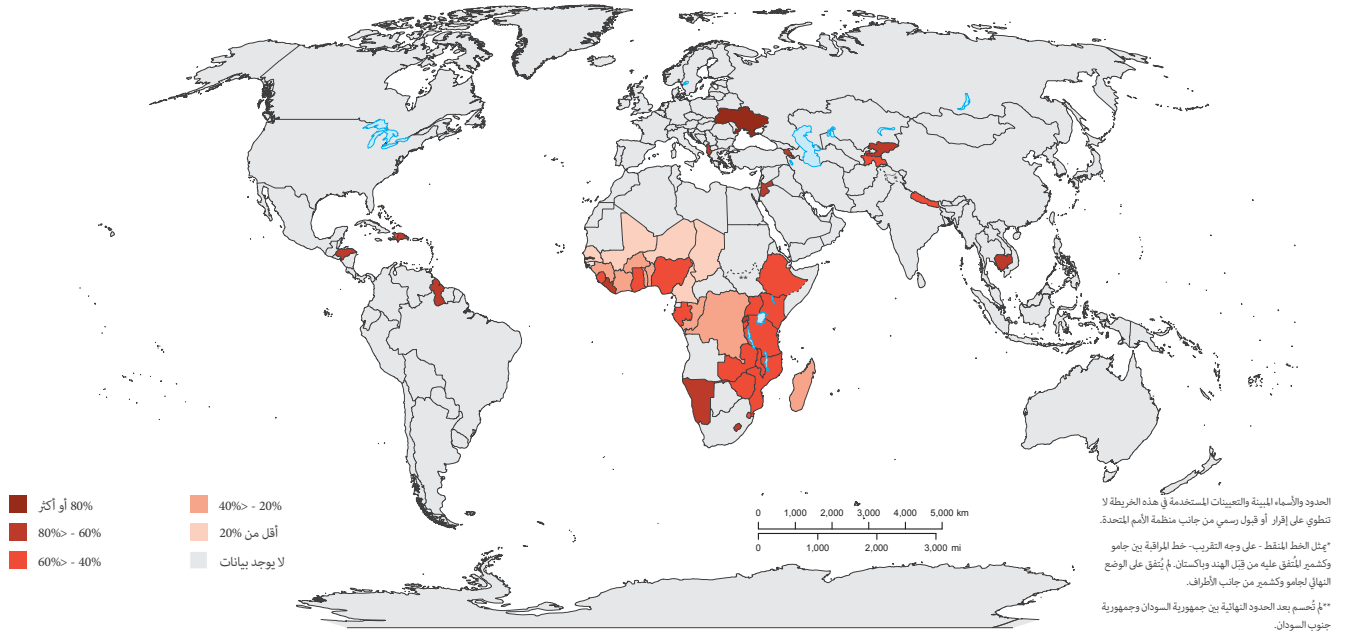 **
80% أو أكثر
60% - <80%
40% - <60%
20% - <40%
أقل من 20%
لا يوجد بيانات
0 1,000 2,000 3,000 4,000 5,000 km
0 1,000 2,000 3,000 mi
الحدود والأسماء المبينة والتعيينات المستخدمة في هذه الخريطة لا
تنطوي على إقرار أو قبول رسمي من جانب منظمة الأمم المتحدة.
*يمثل الخط المنقط - على وجه التقريب- خط المراقبة بين جامو
وكشمير المُتفق عليه من قِبَل الهند وباكستان. لم يُتفق على الوضع
النهائي لجامو وكشمير من جانب الأطراف.
**لم تُحسم بعد الحدود النهائية بين جمهورية السودان وجمهورية
جنوب السودان.